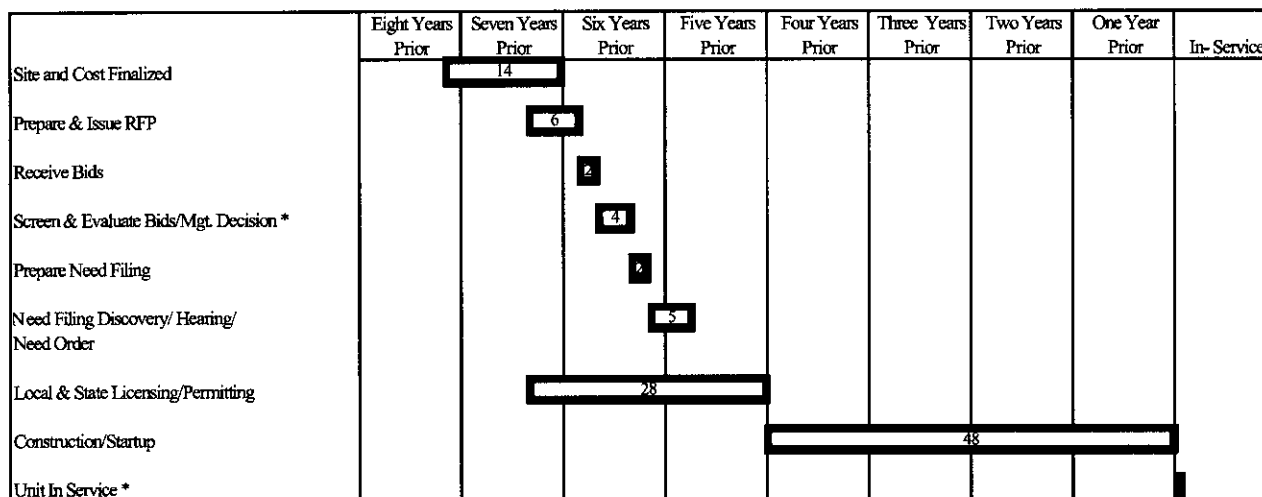 Eight Years Prior
Seven Years Prior
Six Years Prior
Five Years Prior
Four Years Prior
Three Years Prior
Two Years Prior
One Year Prior
In- Service
Site and Cost Finalized
14
Prepare & Issue RFP
6
Receive Bids
2
Screen & Evaluate Bids/Mgt. Decision *
4
Prepare Need Filing
2
Need Filing Discovery/ Hearing/
Need Order
5
Local & State Licensing/Permitting
28
Construction/Startup
48
Unit In Service *